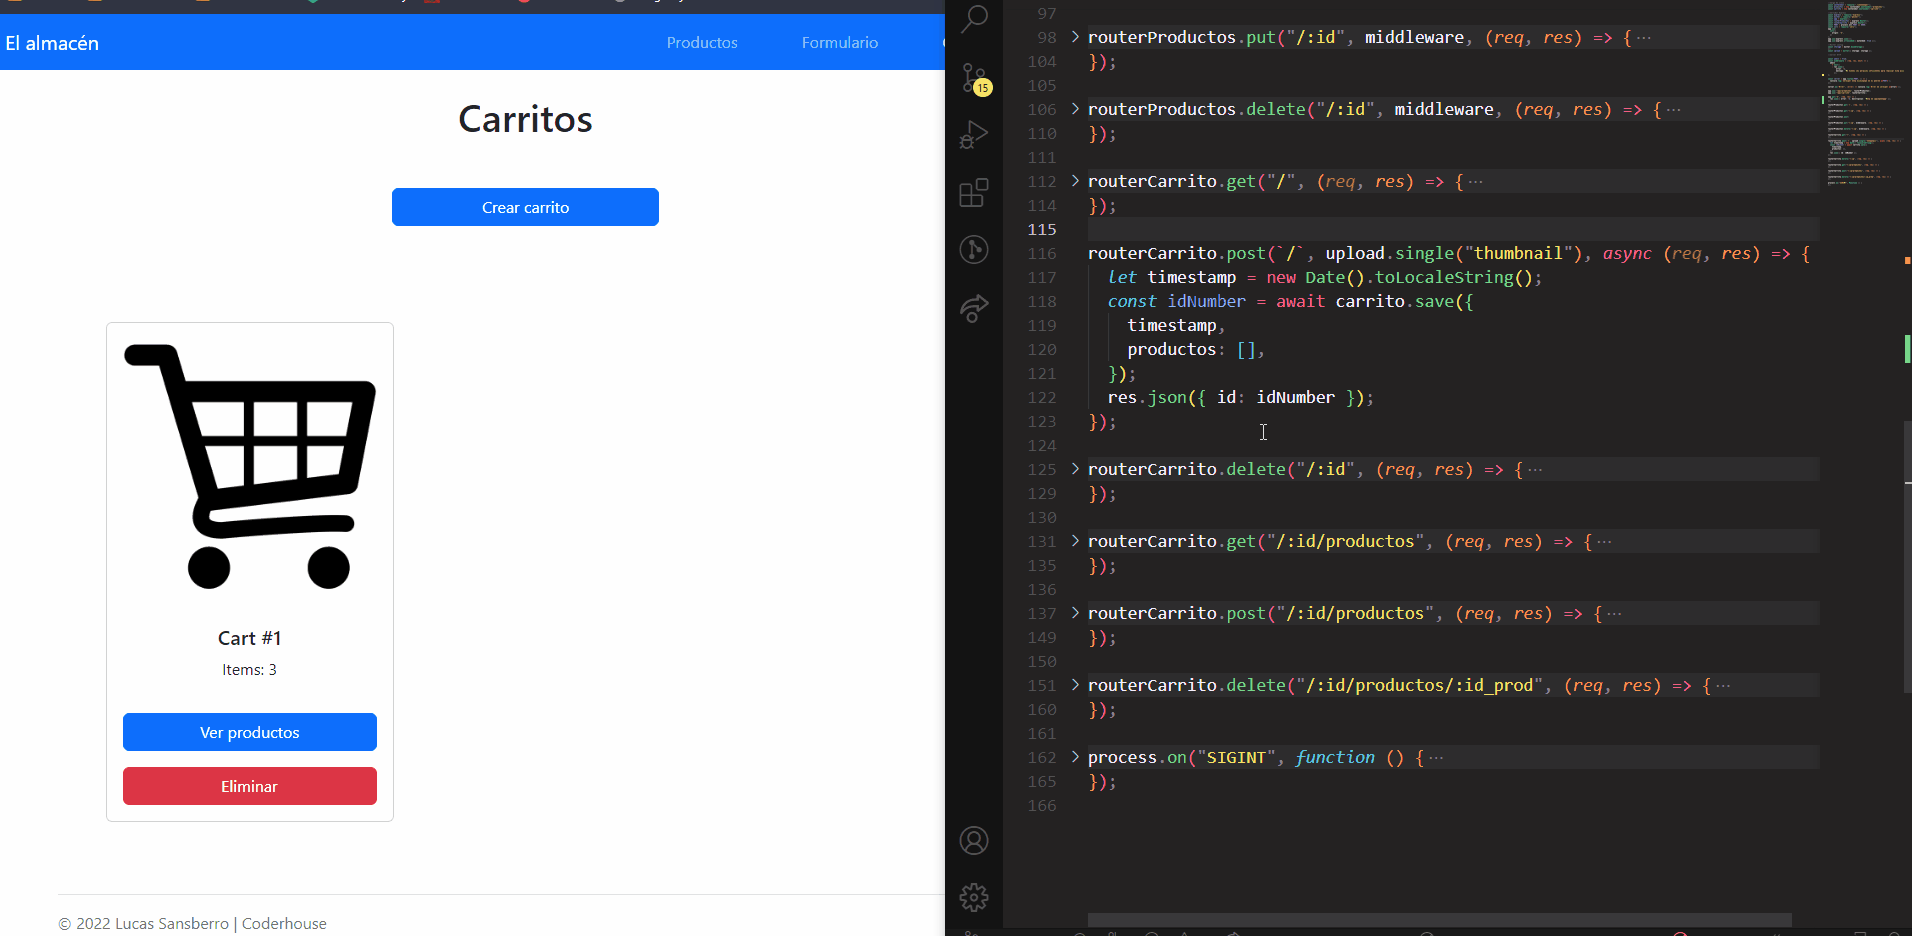 El almacén
Productos
Formulario
Carritos
Crear carrito
Cart #1
Items: 3
Ver productos
Eliminar
© 2022 Lucas Sansberro | Coderhouse
15
97
98 routerProductos.put("/:id", middleware, (req, res) => { ···
104 });
105
106 routerProductos.delete("/:id", middleware, (req, res) => { ···
110 });
111
112 routerCarrito.get("/", (req, res) => { ···
114 });
115
116 routerCarrito.post(`/`, upload.single("thumbnail"), async (req, res) => {
117 let timestamp = new Date().toLocaleString();
118 const idNumber = await carrito.save({
119 timestamp,
120 productos: [],
121 });
122 res.json({ id: idNumber });
123 });
124
125 routerCarrito.delete("/:id", (req, res) => { ···
129 });
130
131 routerCarrito.get("/:id/productos", (req, res) => { ···
135 });
136
137 routerCarrito.post("/:id/productos", (req, res) => { ···
149 });
150
151 routerCarrito.delete("/:id/productos/:id_prod", (req, res) => { ···
160 });
161
162 process.on("SIGINT", function () { ···
165 });
166